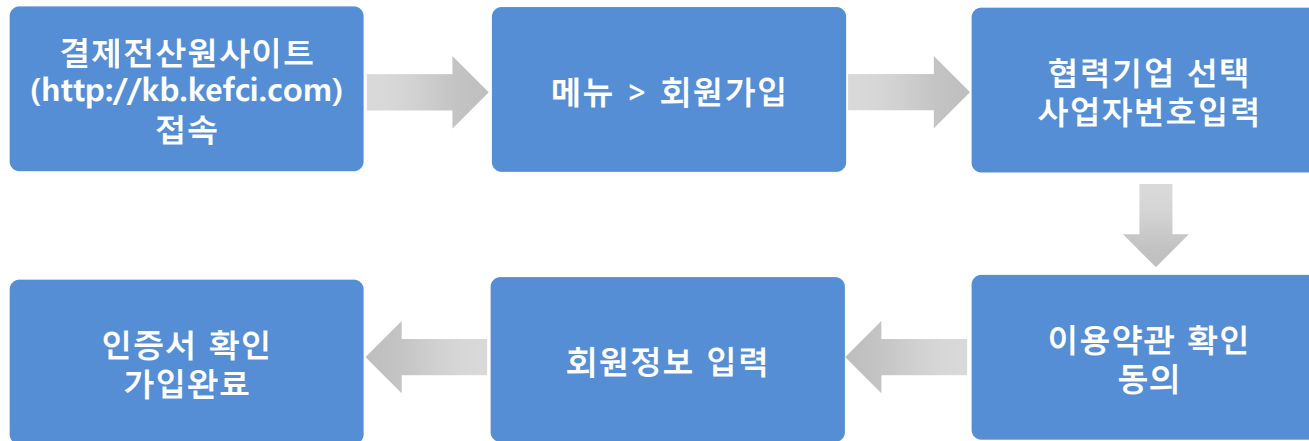 결제전산원사이트
(http://kb.kefci.com)
접속
메뉴 > 회원가입
협력기업 선택
사업자번호입력
이용약관 확인
동의
회원정보 입력
인증서 확인
가입완료